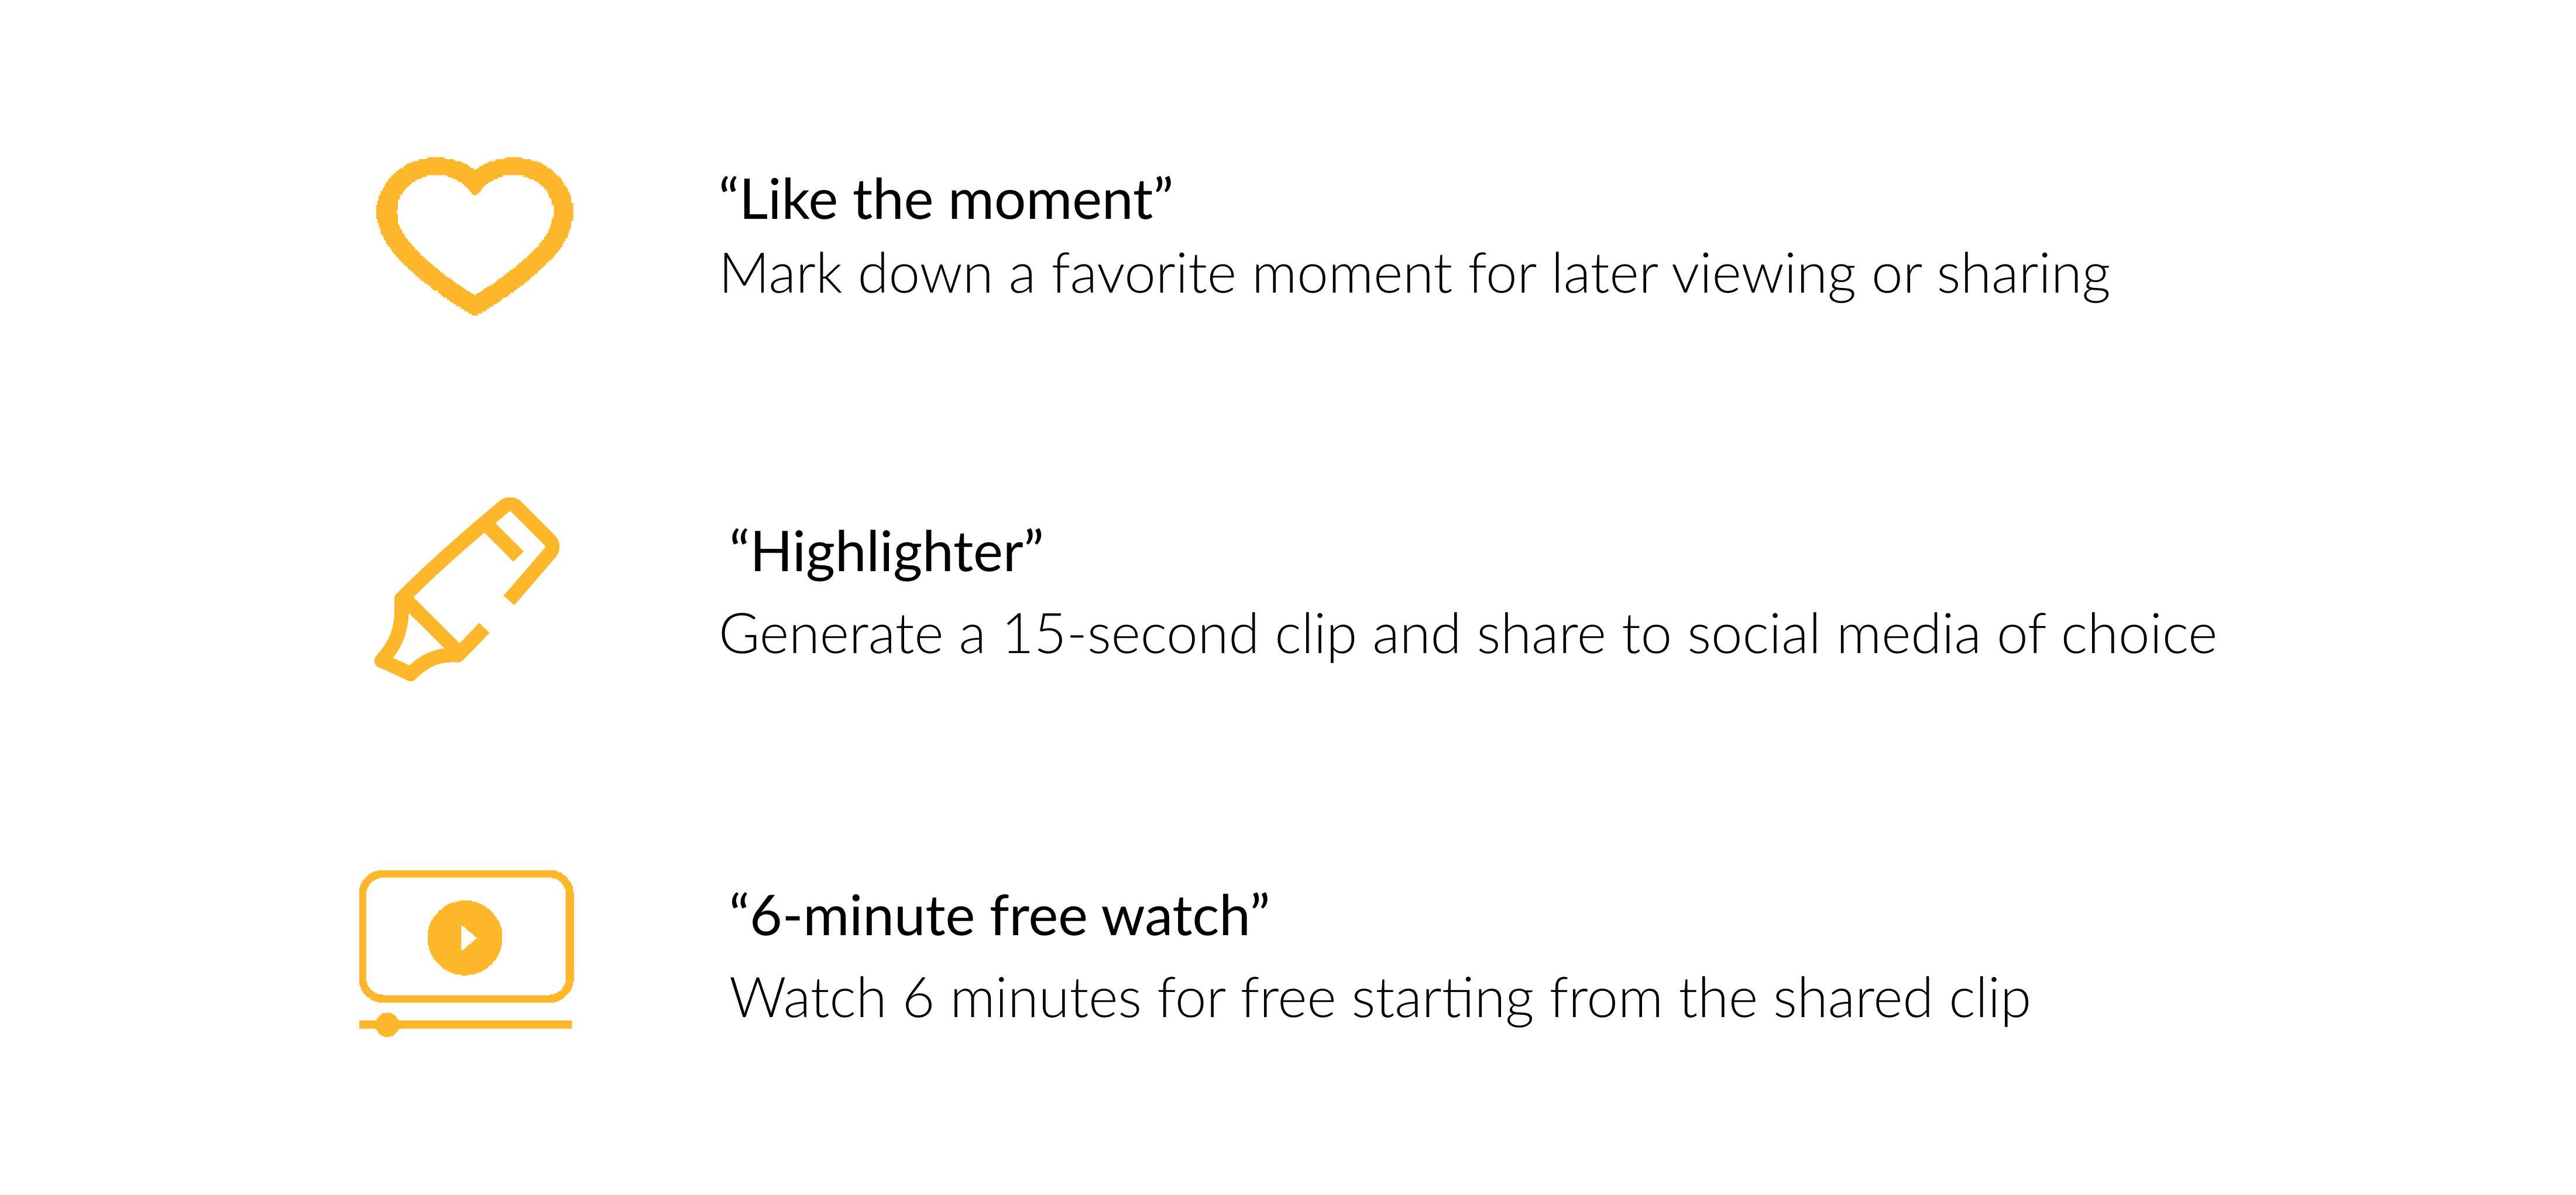 “Like the moment”
Mark down a favorite moment for later viewing or sharing
“Highlighter”
Generate a 15-second clip and share to social media of choice
“6-minute free watch”
Watch 6 minutes for free starting from the shared clip